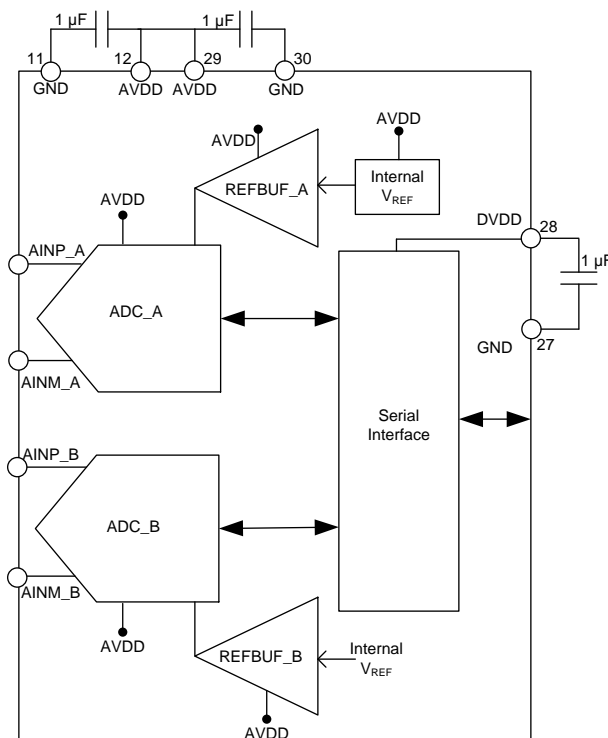 1 µF
1 µF
11
12
29
30
GND
AVDD
AVDD
GND
AVDD
AVDD
REFBUF_A
Internal
VREF
AVDD
DVDD
28
1 µF
AINP_A
ADC_A
GND
27
AINM_A
Serial
Interface
AINP_B
ADC_B
AINM_B
AVDD
REFBUF_B
Internal
VREF
AVDD